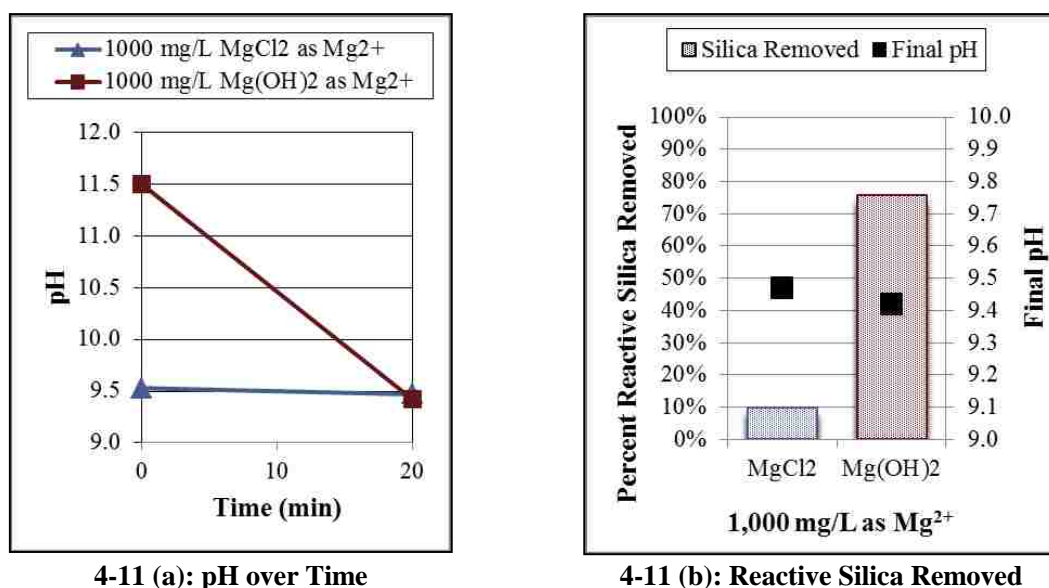 1000 mg/L MgCl2 as Mg2+
1000 mg/L Mg(OH)2 as Mg2+
12.0
11.5
11.0
10.5
10.0
9.5
9.0
pH
0 10 20
Time (min)
4-11 (a): pH over Time
Silica Removed Final pH
100%
90%
80%
70%
60%
50%
40%
30%
20%
10%
0%
Percent Reactive Silica Removed
10.0
9.9
9.8
9.7
9.6
9.5
9.4
9.3
9.2
9.1
9.0
Final pH
MgCl2 Mg(OH)2
1,000 mg/L as Mg²⁺
4-11 (b): Reactive Silica Removed